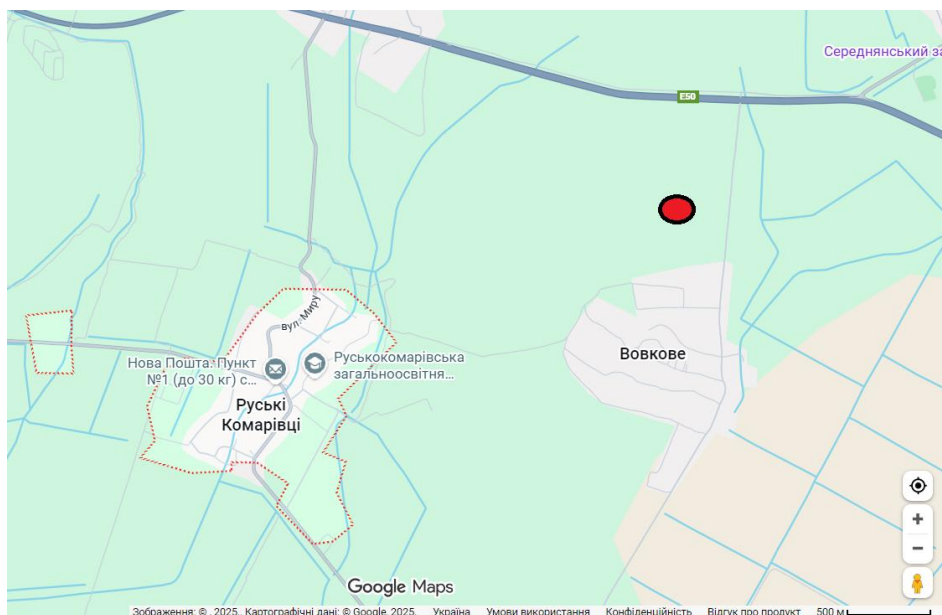 Середнянський за
E50
вул. Миру
Нова Пошта. Пункт
№1 (до 30 кг) с...
Руськокомарівська
загальноосвітня...
Руські
Комарівці
Вовкове
Google Maps
Зображення: © , 2025., Картографічні дані: © Google, 2025, Україна Умови використання Конфіденційність Відгук про продукт 500 м